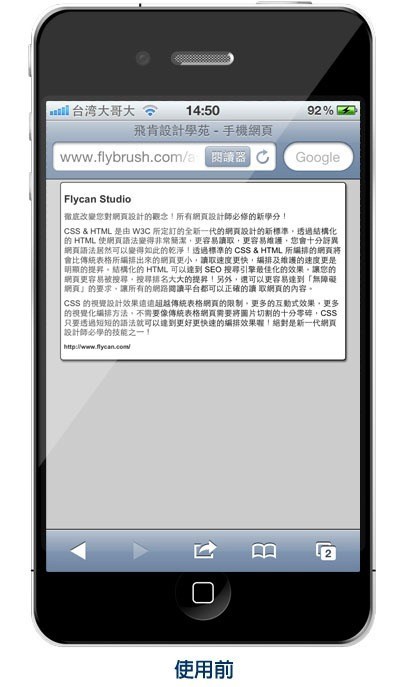 台湾大哥大 14:50 92%
飛肯設計學苑 - 手機網頁
www.flybrush.com/a 閱讀器 Google
Flycan Studio
徹底改變您對網頁設計的觀念！所有網頁設計師必修的新學分！
CSS & HTML 是由 W3C 所定訂的全新一代的網頁設計的新標準，透過結構化
的 HTML 使網頁語法變得非常簡潔，更容易讀取，更容易維護，您會十分訝異
網頁語法居然可以變得如此的乾淨！透過標準的 CSS & HTML 所編排的網頁將
會比傳統表格所編排出來的網頁更小，讀取速度更快，編排及維護的速度更是
明顯的提昇。結構化的 HTML 可以達到 SEO 搜尋引擎最佳化的效果，讓您的
網頁更容易被搜尋，搜尋排名大大的提昇！另外，還可以更容易達到「無障礙
網頁」的要求，讓所有的網路閱讀平台都可以正確的讀 取網頁的內容。
CSS 的視覺設計效果遠遠超越傳統表格網頁的限制，更多的互動式效果，更多
的視覺化編排方法，不需要像傳統表格網頁需要將圖片切割的十分零碎，CSS
只要透過短短的語法就可以達到更好更快速的編排效果喔！絕對是新一代網頁
設計師必學的技能之一！
http://www.flycan.com/
2
使用前